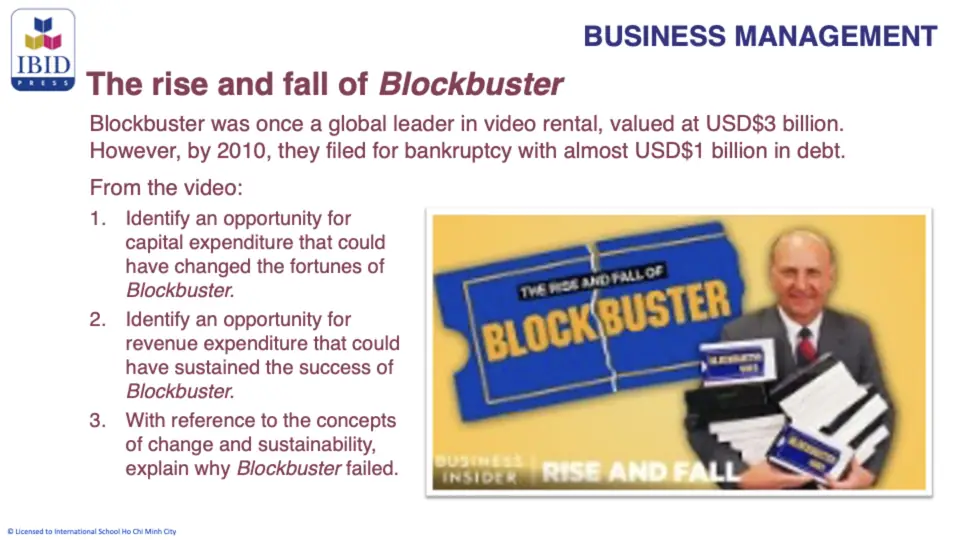 IBID
PRESS
BUSINESS MANAGEMENT
The rise and fall of Blockbuster
Blockbuster was once a global leader in video rental, valued at USD$3 billion.
However, by 2010, they filed for bankruptcy with almost USD$1 billion in debt.
From the video:
1. Identify an opportunity for
capital expenditure that could
have changed the fortunes of
Blockbuster.
2. Identify an opportunity for
revenue expenditure that could
have sustained the success of
Blockbuster.
3. With reference to the concepts
of change and sustainability,
explain why Blockbuster failed.
THE RISE AND FALL OF
BLOCKBUSTER
BLOCKBUSTER
BLOCKBUSTER
BUSINESS
INSIDER
RISE AND FALL
© Licensed to International School Ho Chi Minh City